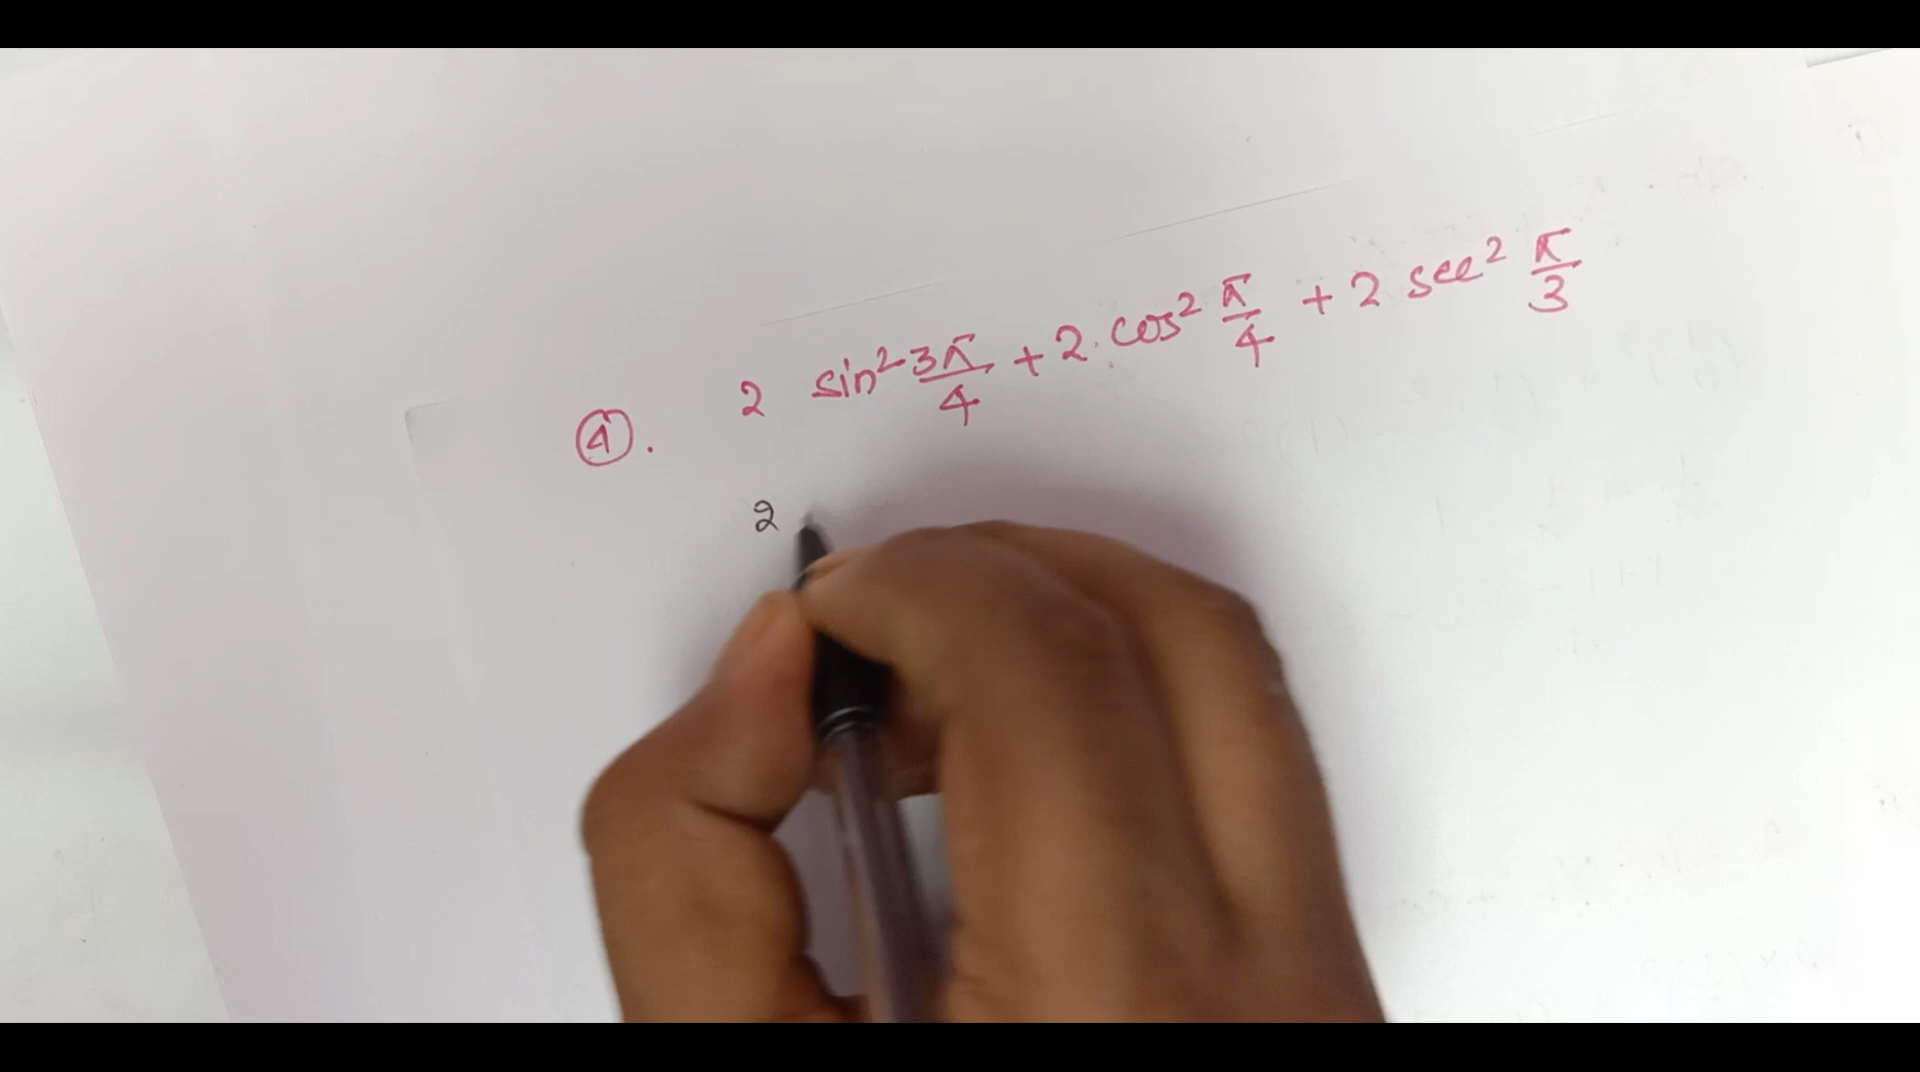 ④. 2 sin² 3π/4 + 2 cos² π/4 + 2 sec² π/3
2